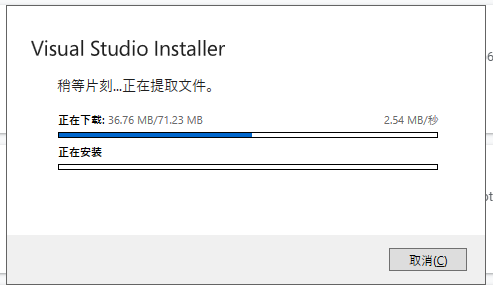 Visual Studio Installer
稍等片刻...正在提取文件。
正在下载: 36.76 MB/71.23 MB 2.54 MB/秒
正在安装
取消(C)